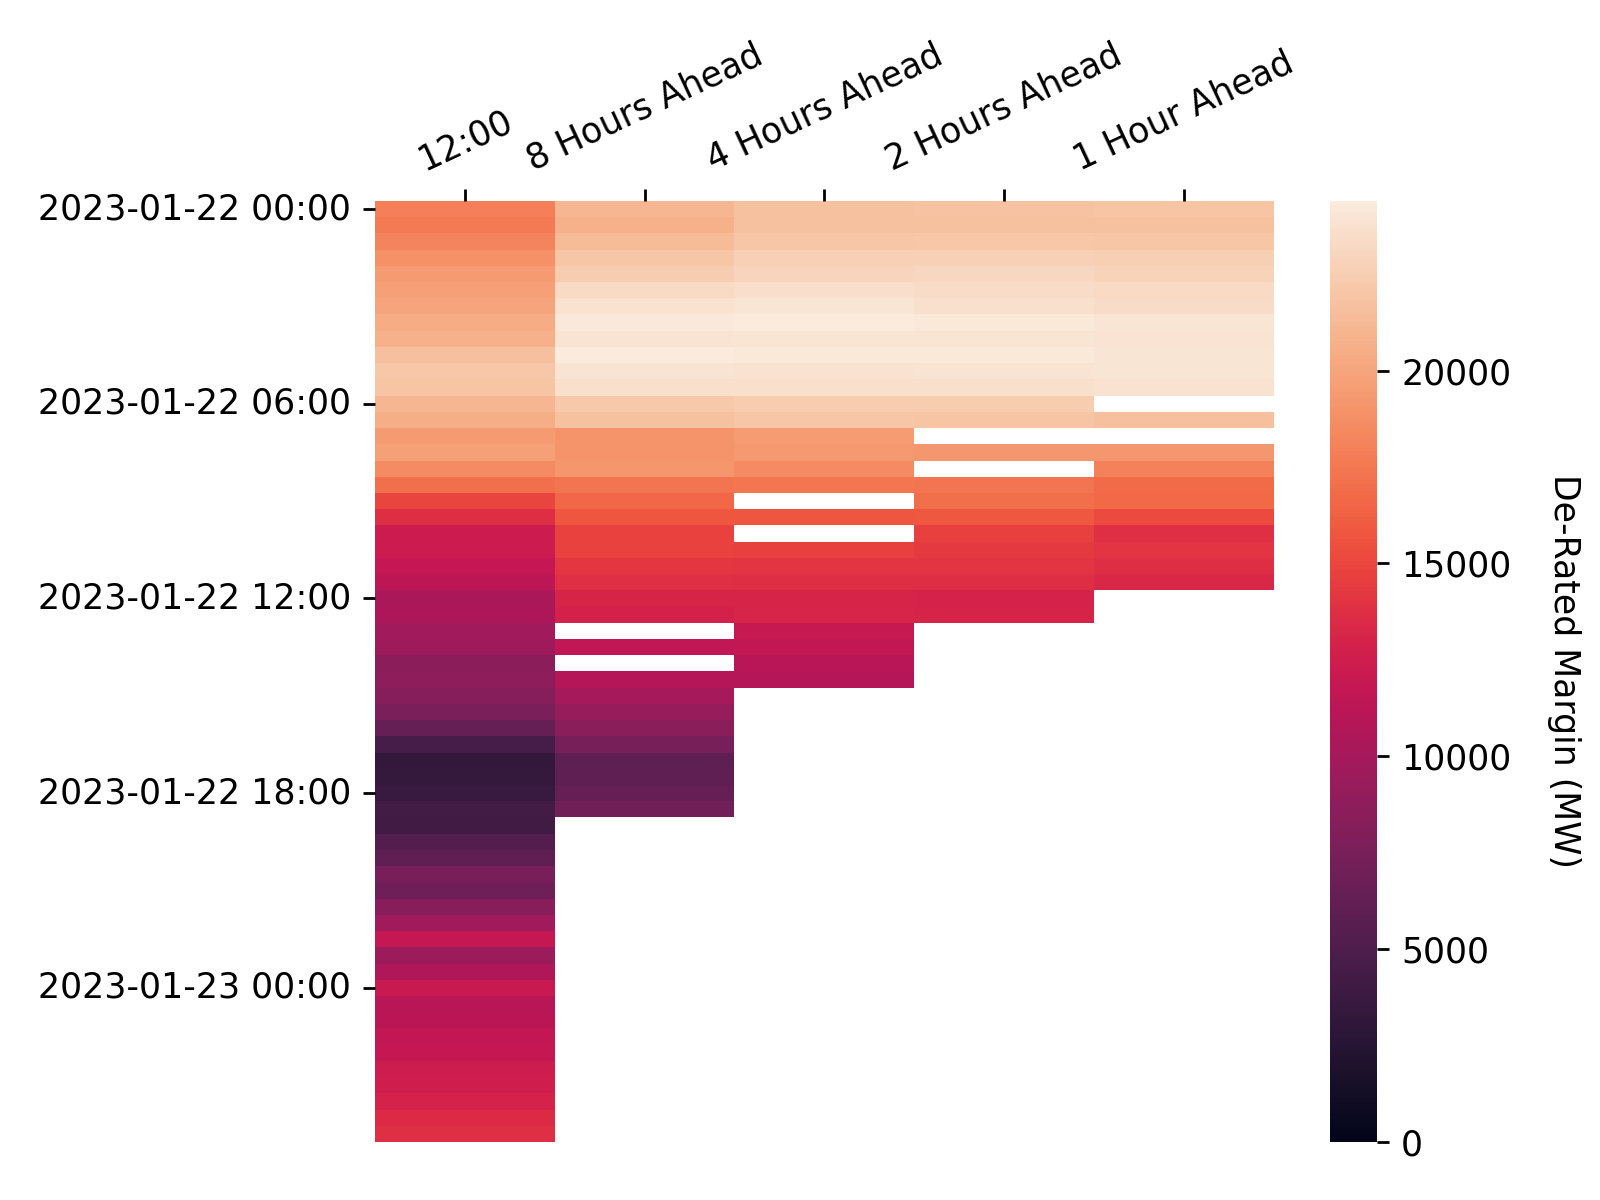 12:00
8 Hours Ahead
4 Hours Ahead
2 Hours Ahead
1 Hour Ahead
2023-01-22 00:00
2023-01-22 06:00
2023-01-22 12:00
2023-01-22 18:00
2023-01-23 00:00
20000
15000
10000
5000
0
De-Rated Margin (MW)